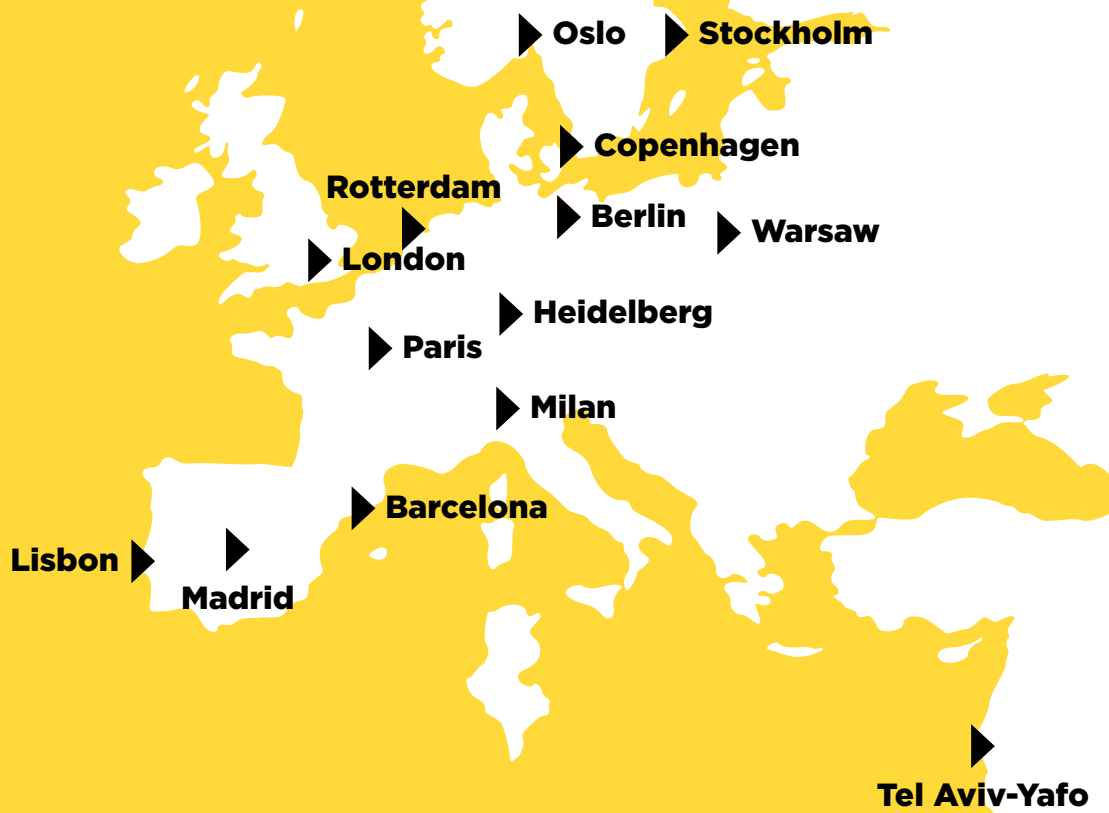 Oslo
Stockholm
Copenhagen
Rotterdam
Berlin
Warsaw
London
Heidelberg
Paris
Milan
Barcelona
Lisbon
Madrid
Tel Aviv-Yafo